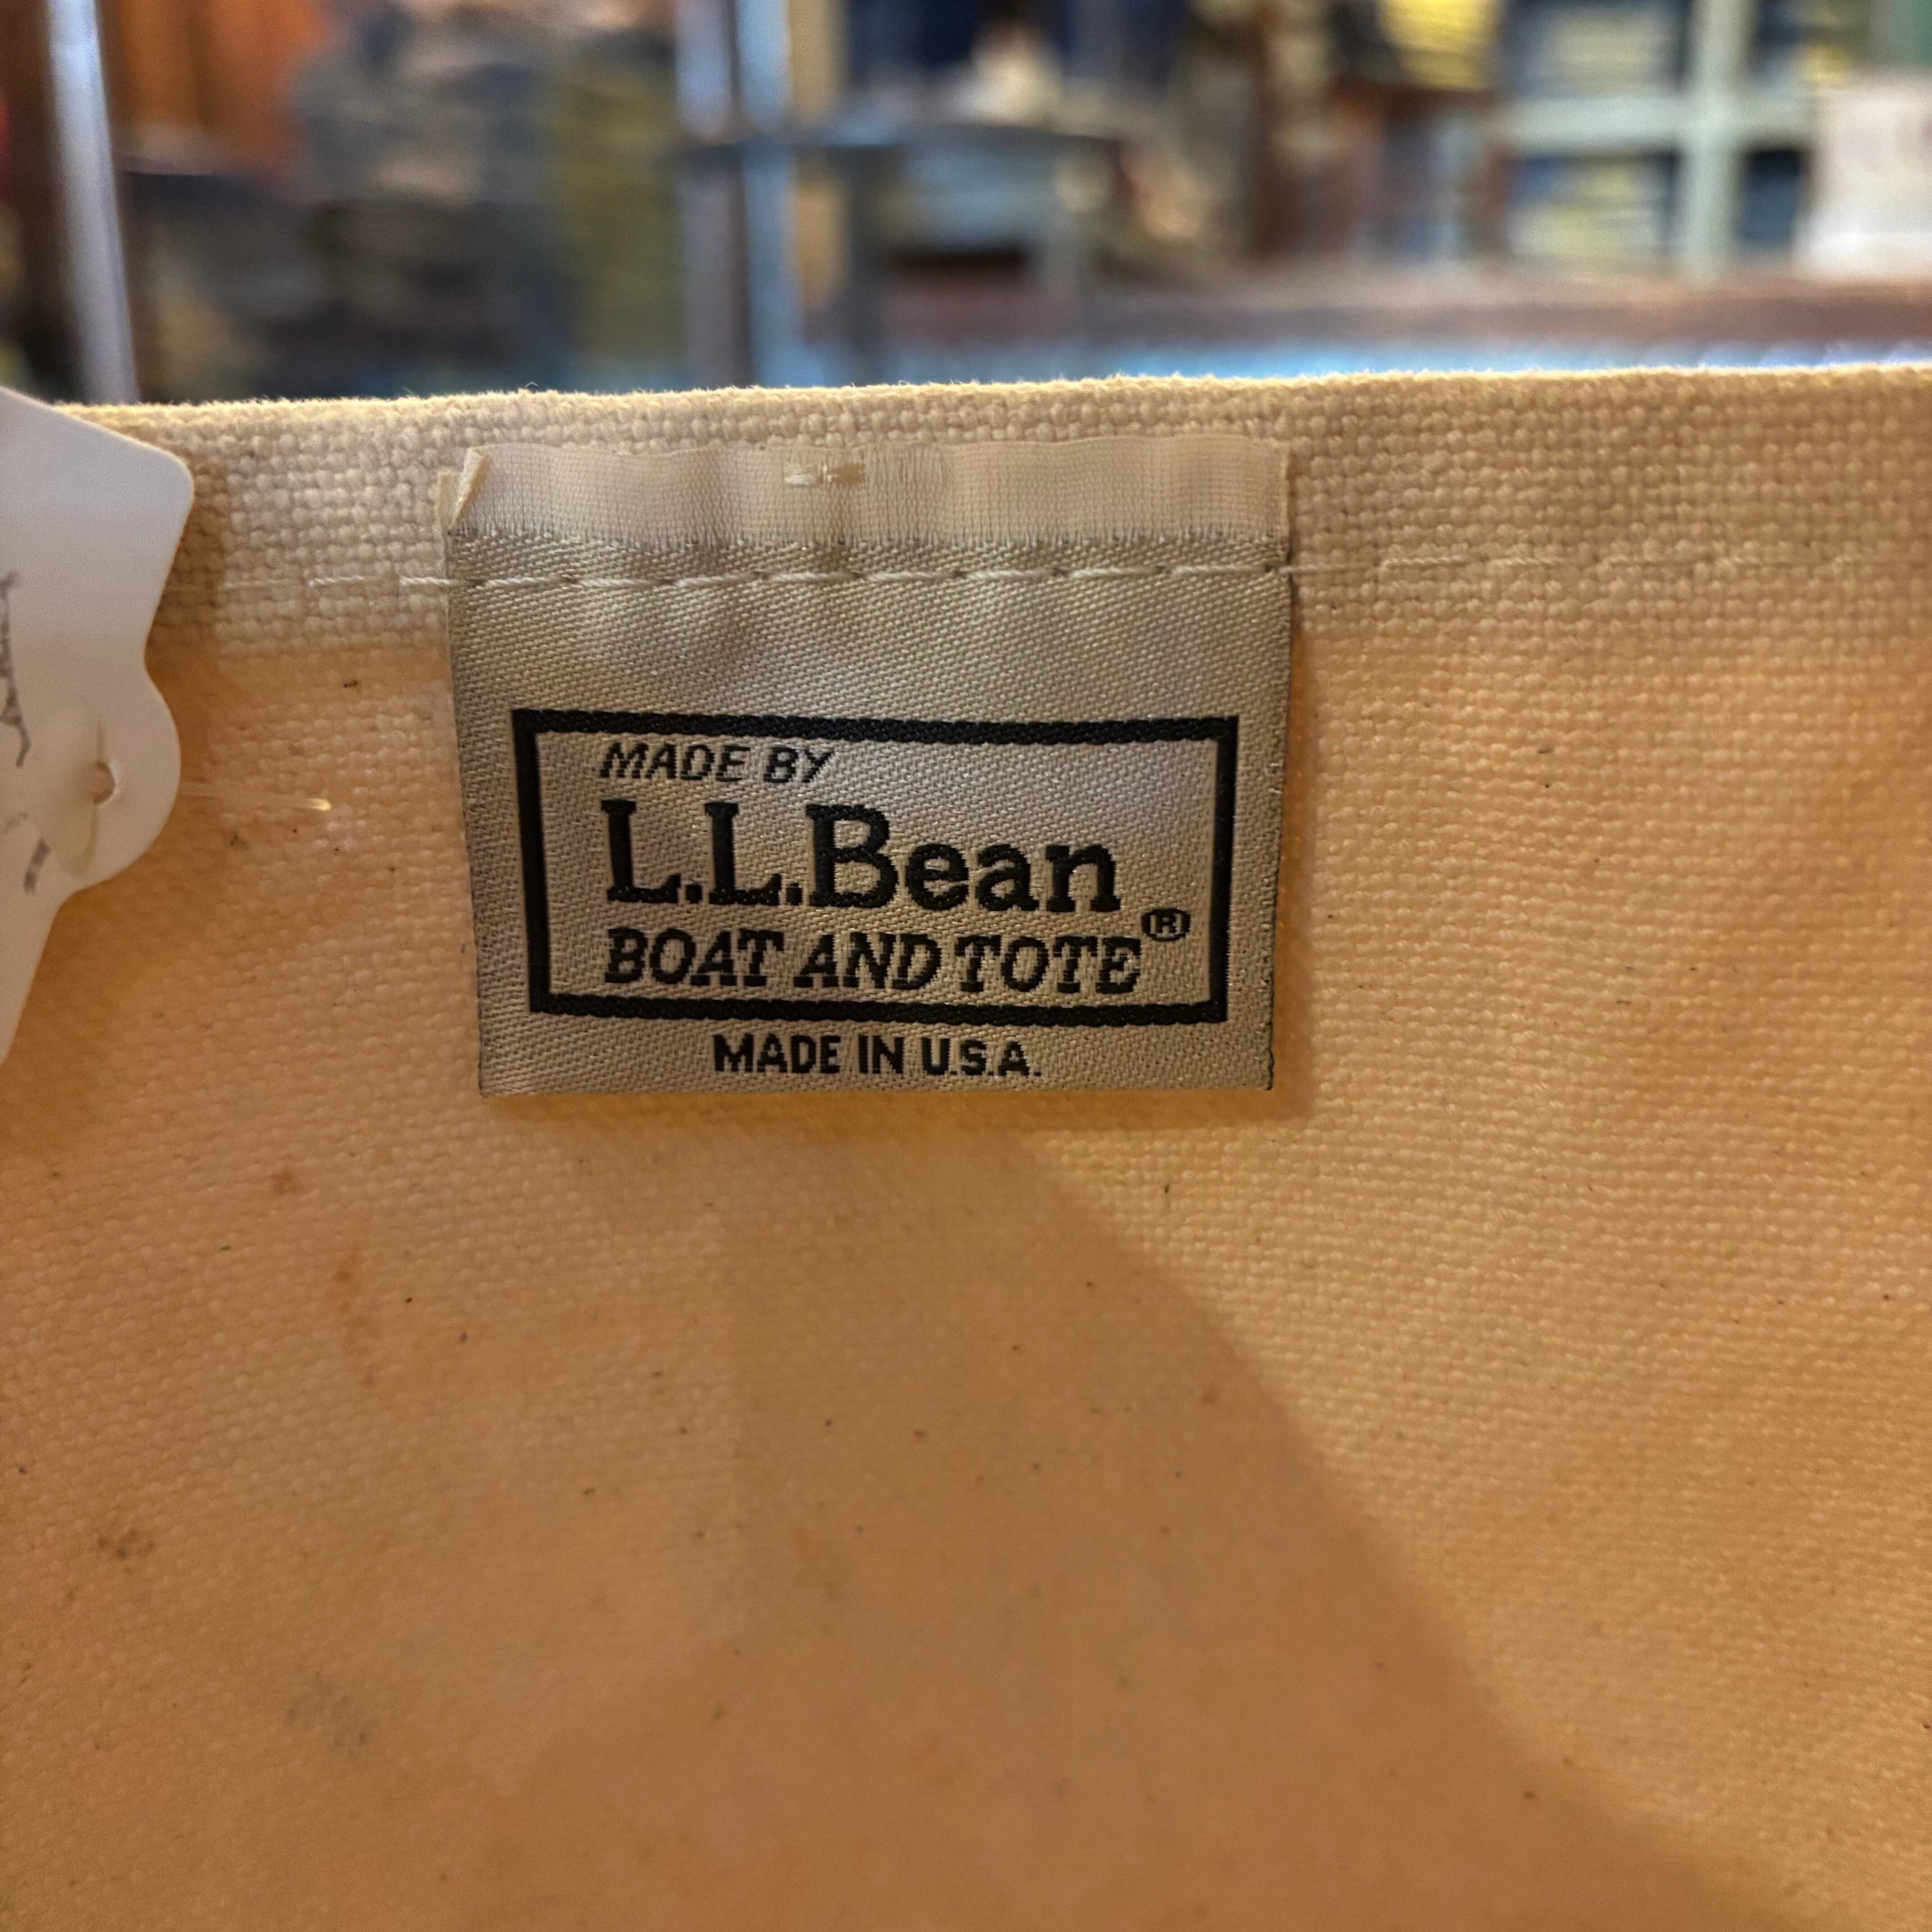 MADE BY
L.L.Bean
BOAT AND TOTE®
MADE IN U.S.A.